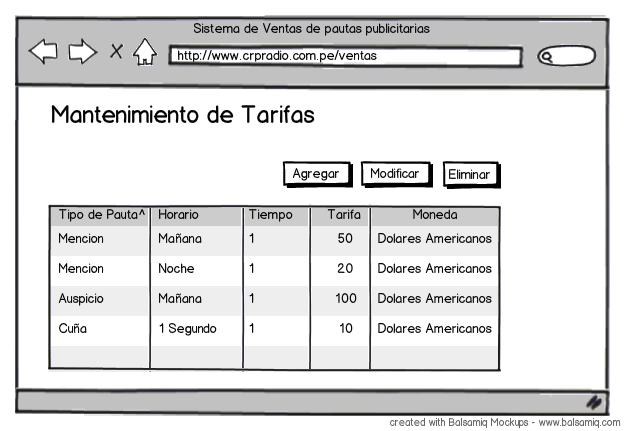 Sistema de Ventas de pautas publicitarias
http://www.crpradio.com.pe/ventas
Mantenimiento de Tarifas
Agregar Modificar Eliminar
Tipo de Pauta^ Horario Tiempo Tarifa Moneda
Mencion Mañana 1 50 Dolares Americanos
Mencion Noche 1 20 Dolares Americanos
Auspicio Mañana 1 100 Dolares Americanos
Cuña 1 Segundo 1 10 Dolares Americanos
created with Balsamiq Mockups - www.balsamiq.com